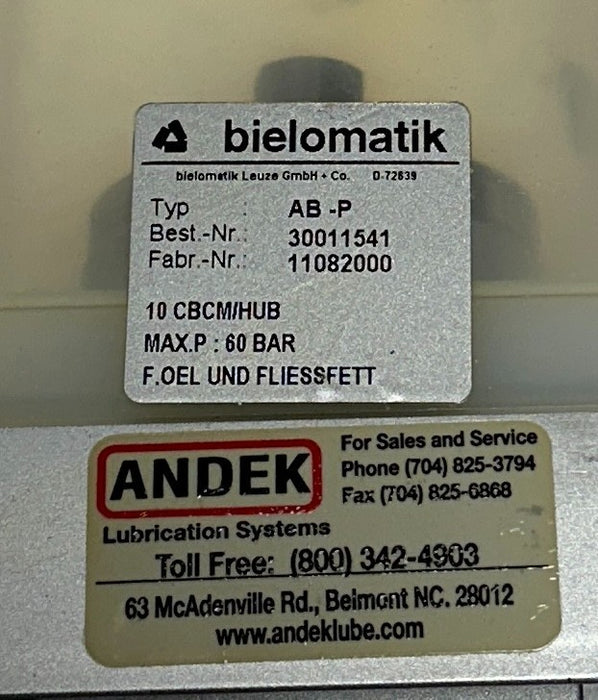 bielomatik
bielomatik Leuze GmbH + Co. D-72639
Typ : AB -P
Best.-Nr.: 30011541
Fabr.-Nr.: 11082000
10 CBCM/HUB
MAX.P : 60 BAR
F.OEL UND FLIESSFETT
ANDEK
For Sales and Service
Phone (704) 825-3794
Fax (704) 825-6868
Lubrication Systems
Toll Free: (800) 342-4903
63 McAdenville Rd., Belmont NC. 28012
www.andeklube.com